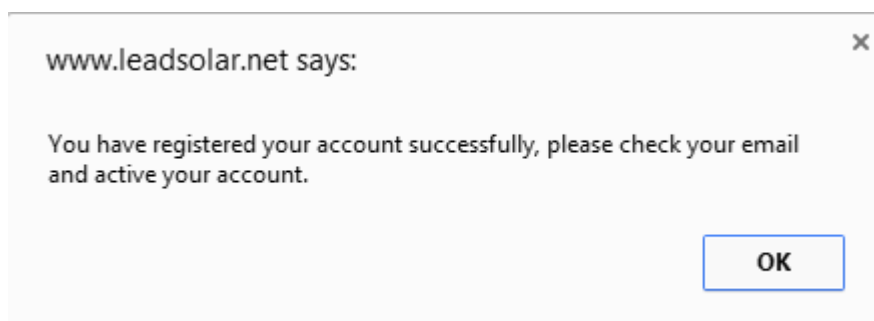 www.leadsolar.net says:
You have registered your account successfully, please check your email
and active your account.
OK